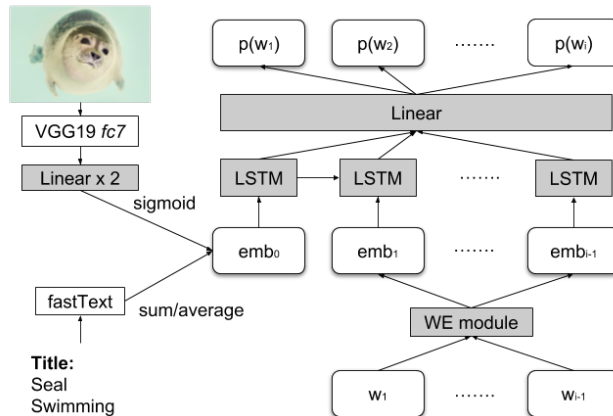 p(w₁) p(w₂) ........ p(wᵢ)
VGG19 fc7
Linear
Linear x 2
LSTM LSTM ........ LSTM
sigmoid
emb₀ emb₁ ........ embᵢ₋₁
fastText
sum/average
WE module
Title:
Seal
Swimming
w₁ ........ wᵢ₋₁